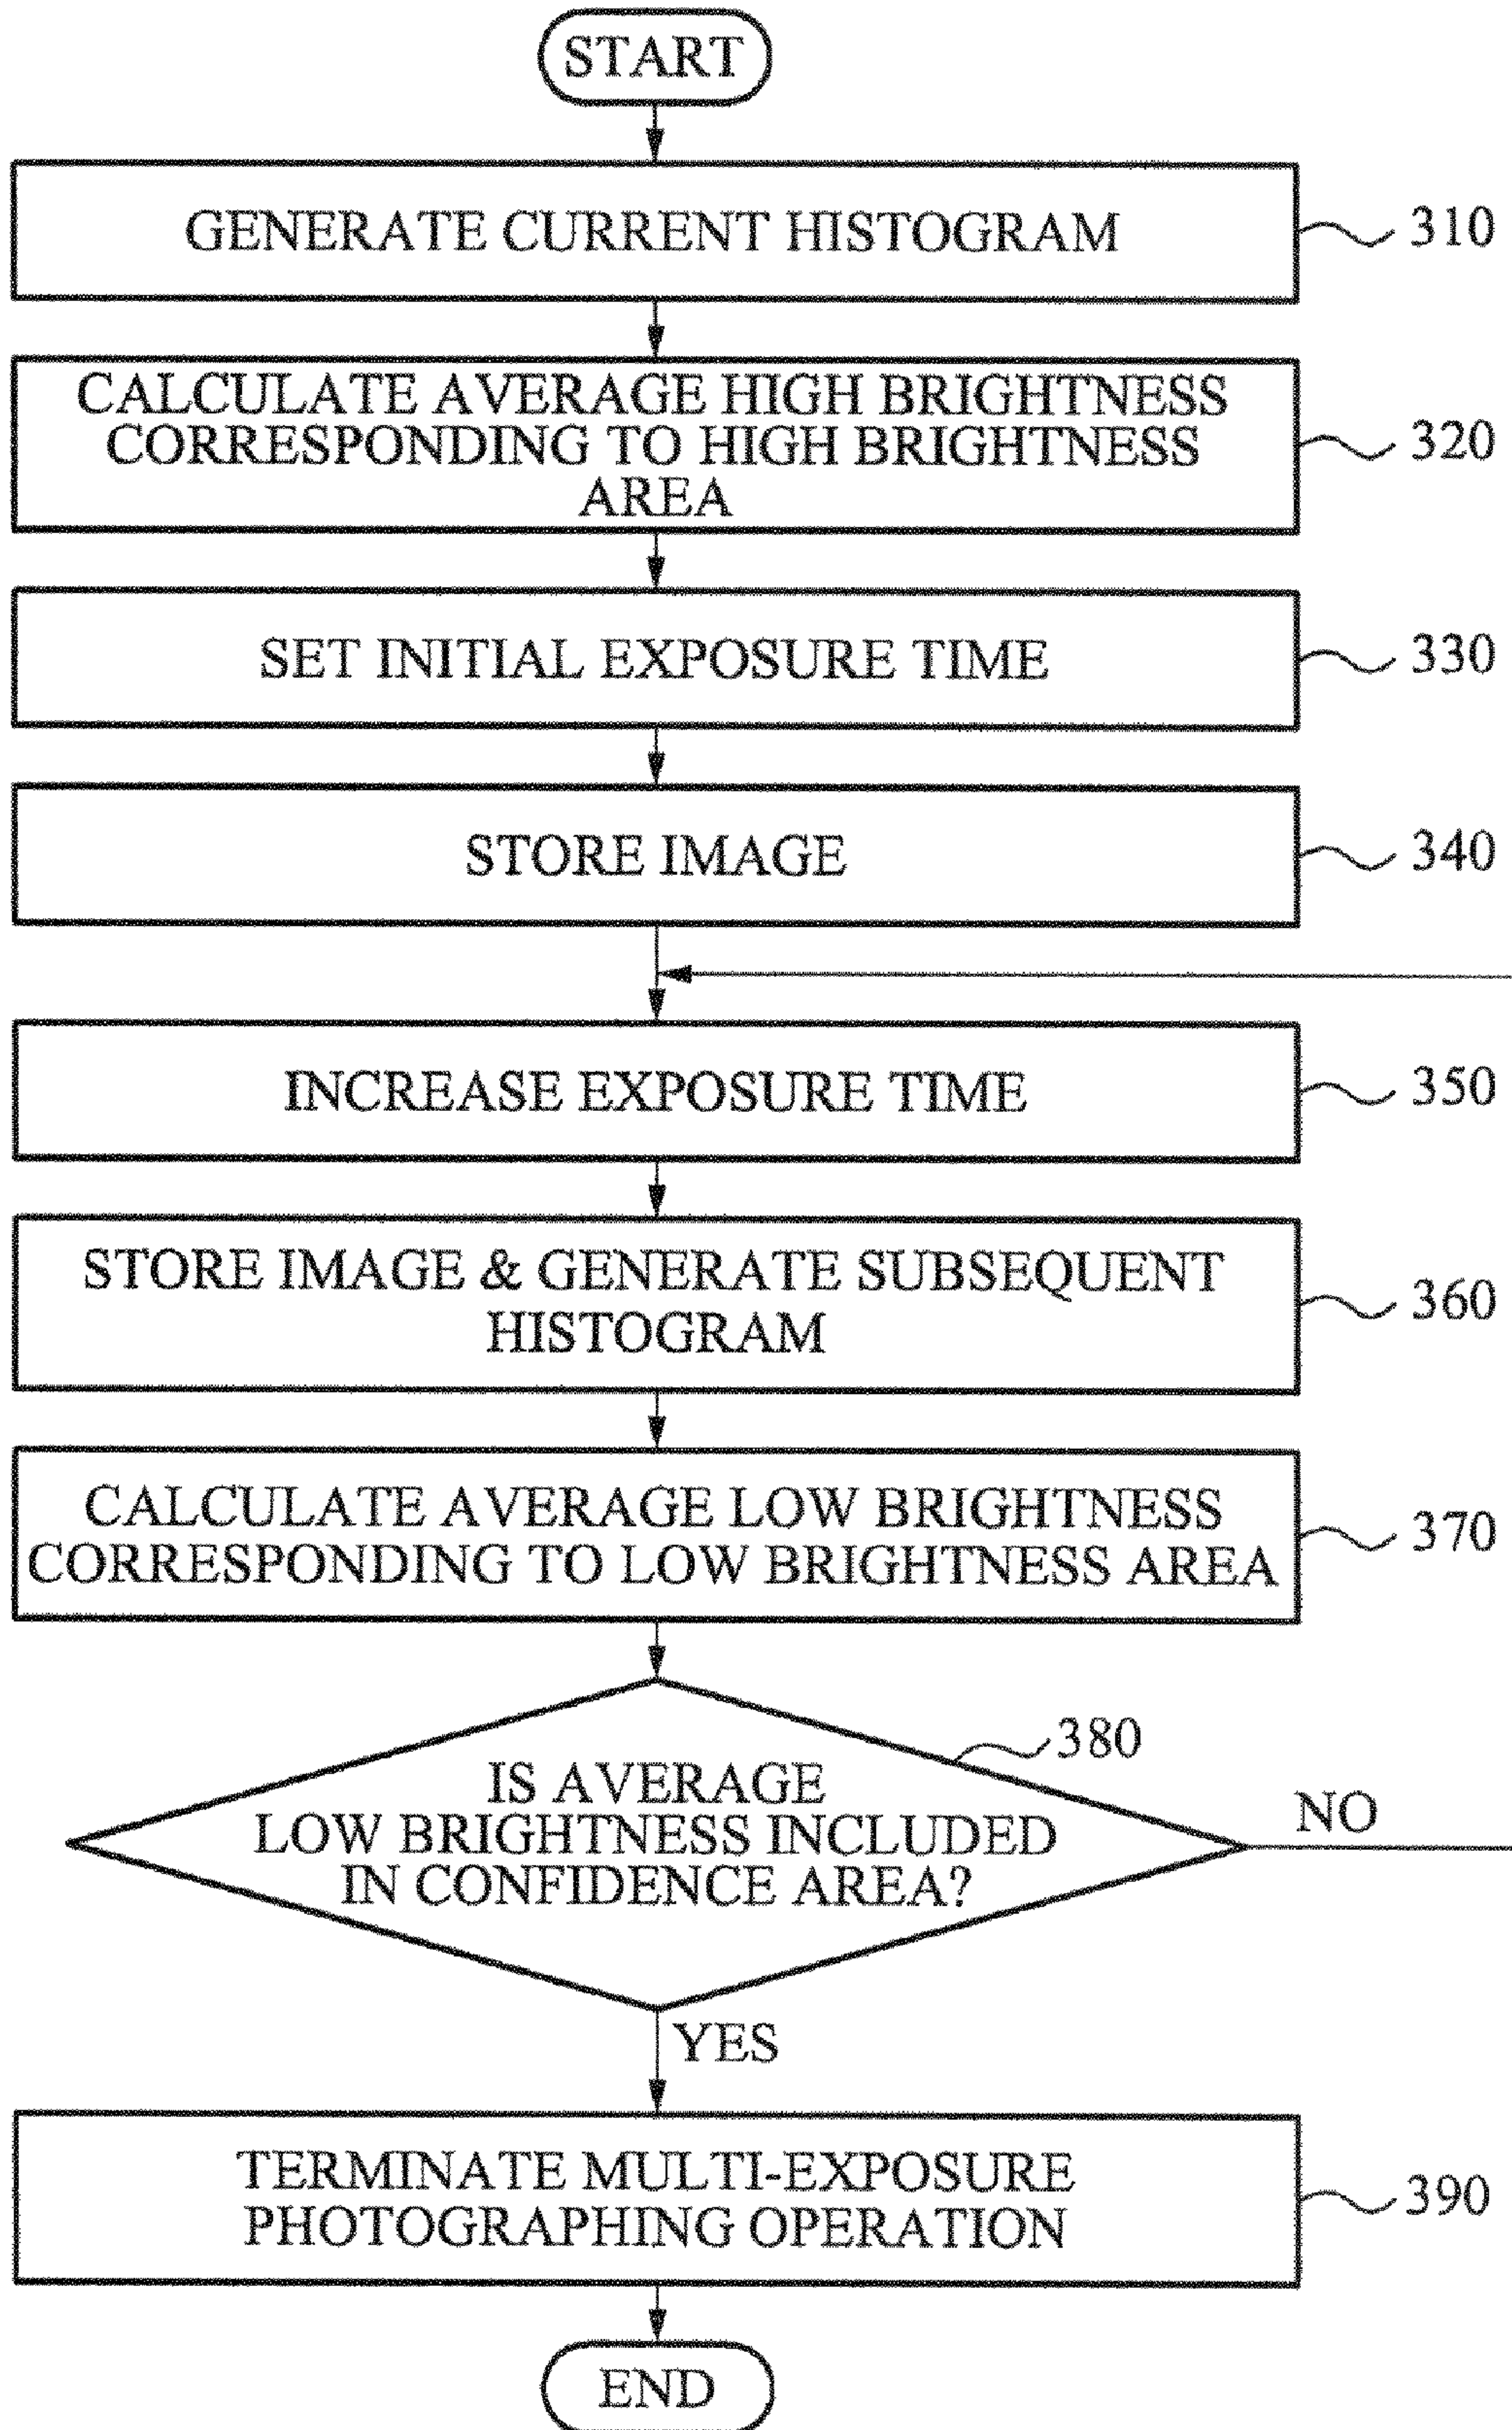 START
GENERATE CURRENT HISTOGRAM
310
CALCULATE AVERAGE HIGH BRIGHTNESS
CORRESPONDING TO HIGH BRIGHTNESS
AREA
320
SET INITIAL EXPOSURE TIME
330
STORE IMAGE
340
INCREASE EXPOSURE TIME
350
STORE IMAGE & GENERATE SUBSEQUENT
HISTOGRAM
360
CALCULATE AVERAGE LOW BRIGHTNESS
CORRESPONDING TO LOW BRIGHTNESS AREA
370
380
IS AVERAGE
LOW BRIGHTNESS INCLUDED
IN CONFIDENCE AREA?
NO
YES
TERMINATE MULTI-EXPOSURE
PHOTOGRAPHING OPERATION
390
END